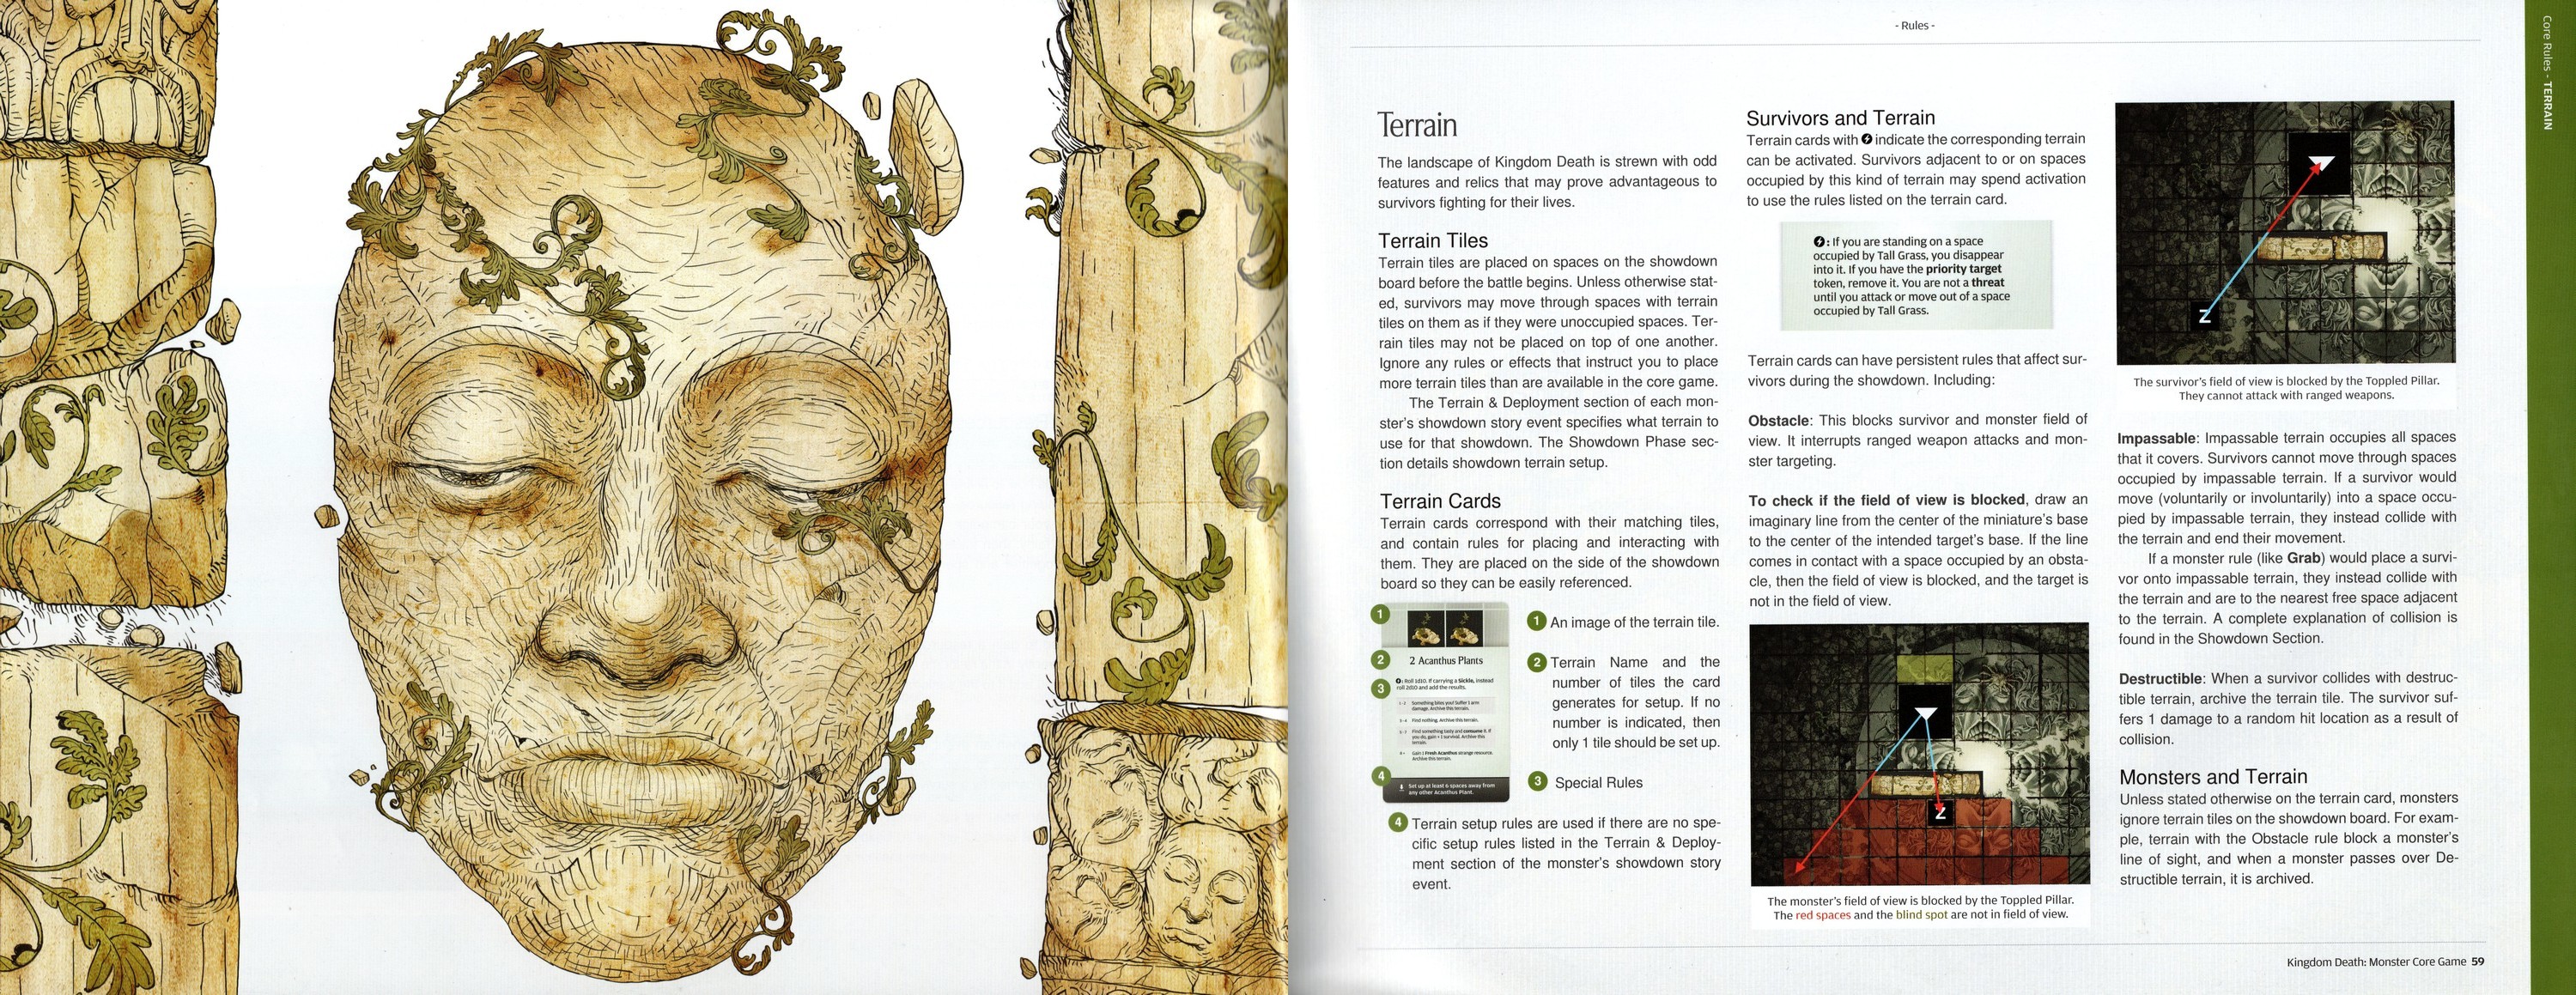 - Rules -
Core Rules - TERRAIN
Terrain
The landscape of Kingdom Death is strewn with odd
features and relics that may prove advantageous to
survivors fighting for their lives.
Terrain Tiles
Terrain tiles are placed on spaces on the showdown
board before the battle begins. Unless otherwise stat-
ed, survivors may move through spaces with terrain
tiles on them as if they were unoccupied spaces. Ter-
rain tiles may not be placed on top of one another.
Ignore any rules or effects that instruct you to place
more terrain tiles than are available in the core game.
The Terrain & Deployment section of each mon-
ster's showdown story event specifies what terrain to
use for that showdown. The Showdown Phase sec-
tion details showdown terrain setup.
Terrain Cards
Terrain cards correspond with their matching tiles,
and contain rules for placing and interacting with
them. They are placed on the side of the showdown
board so they can be easily referenced.
1
2
2 Acanthus Plants
3
: Roll 1d10. If carrying a Sickle, instead
roll 2d10 and add the results.
1-2 Something bites you! Suffer 1 arm
damage. Archive this terrain.
3-4 Find nothing. Archive this terrain.
5-7 Find something tasty and consume it. If
you do, gain +1 survival. Archive this
terrain.
8+ Gain 1 Fresh Acanthus strange resource.
Archive this terrain.
4
Set up at least 6 spaces away from
any other Acanthus Plant.
1 An image of the terrain tile.
2 Terrain Name and the
number of tiles the card
generates for setup. If no
number is indicated, then
only 1 tile should be set up.
3 Special Rules
4 Terrain setup rules are used if there are no spe-
cific setup rules listed in the Terrain & Deploy-
ment section of the monster's showdown story
event.
Survivors and Terrain
Terrain cards with indicate the corresponding terrain
can be activated. Survivors adjacent to or on spaces
occupied by this kind of terrain may spend activation
to use the rules listed on the terrain card.
: If you are standing on a space
occupied by Tall Grass, you disappear
into it. If you have the priority target
token, remove it. You are not a threat
until you attack or move out of a space
occupied by Tall Grass.
Terrain cards can have persistent rules that affect sur-
vivors during the showdown. Including:
Obstacle: This blocks survivor and monster field of
view. It interrupts ranged weapon attacks and mon-
ster targeting.
To check if the field of view is blocked, draw an
imaginary line from the center of the miniature's base
to the center of the intended target's base. If the line
comes in contact with a space occupied by an obsta-
cle, then the field of view is blocked, and the target is
not in the field of view.
Z
The monster's field of view is blocked by the Toppled Pillar.
The red spaces and the blind spot are not in field of view.
Z
The survivor's field of view is blocked by the Toppled Pillar.
They cannot attack with ranged weapons.
Impassable: Impassable terrain occupies all spaces
that it covers. Survivors cannot move through spaces
occupied by impassable terrain. If a survivor would
move (voluntarily or involuntarily) into a space occu-
pied by impassable terrain, they instead collide with
the terrain and end their movement.
If a monster rule (like Grab) would place a survi-
vor onto impassable terrain, they instead collide with
the terrain and are to the nearest free space adjacent
to the terrain. A complete explanation of collision is
found in the Showdown Section.
Destructible: When a survivor collides with destruc-
tible terrain, archive the terrain tile. The survivor suf-
fers 1 damage to a random hit location as a result of
collision.
Monsters and Terrain
Unless stated otherwise on the terrain card, monsters
ignore terrain tiles on the showdown board. For exam-
ple, terrain with the Obstacle rule block a monster's
line of sight, and when a monster passes over De-
structible terrain, it is archived.
Kingdom Death: Monster Core Game 59